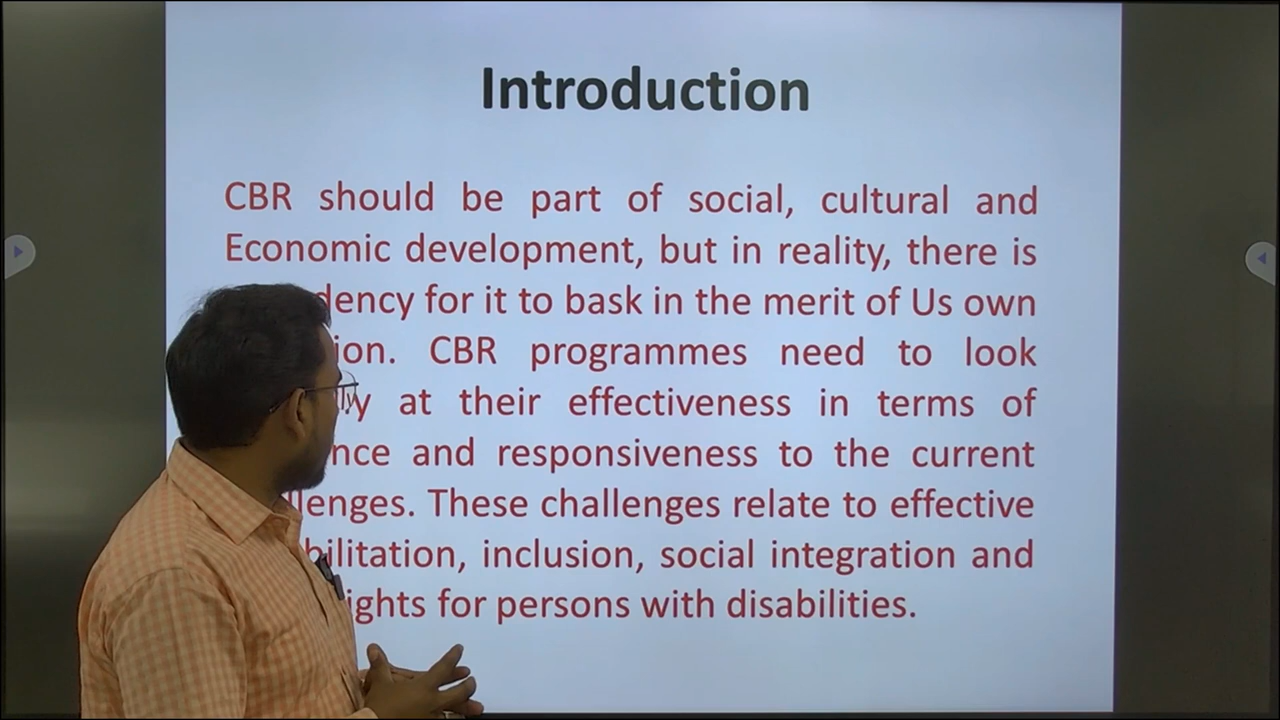 Introduction
CBR should be part of social, cultural and
Economic development, but in reality, there is
dency for it to bask in the merit of Us own
ion. CBR programmes need to look
ly at their effectiveness in terms of
nce and responsiveness to the current
lenges. These challenges relate to effective
bilitation, inclusion, social integration and
ights for persons with disabilities.